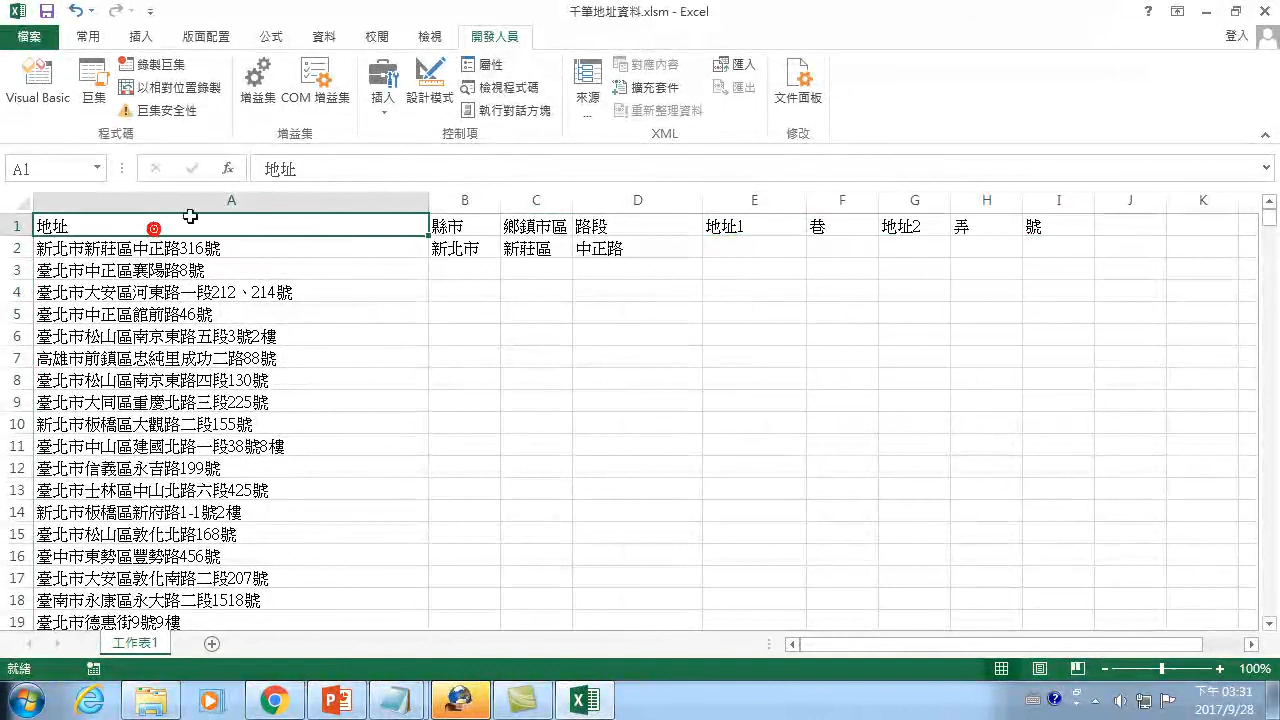 千筆地址資料.xlsm - Excel
檔案 常用 插入 版面配置 公式 資料 校閱 檢視 開發人員 登入
Visual Basic 巨集 錄製巨集 以相對位置錄製 巨集安全性 增益集 COM 增益集 插入 設計模式 屬性 檢視程式碼 執行對話方塊 來源 ... 對應內容 擴充套件 重新整理資料 匯入 匯出 文件面板
程式碼 增益集 控制項 XML 修改
A1 fx 地址
A B C D E F G H I J K
1 地址 縣市 鄉鎮市區 路段 地址1 巷 地址2 弄 號
2 新北市新莊區中正路316號 新北市 新莊區 中正路
3 臺北市中正區襄陽路8號
4 臺北市大安區河東路一段212、214號
5 臺北市中正區館前路46號
6 臺北市松山區南京東路五段3號2樓
7 高雄市前鎮區忠純里成功二路88號
8 臺北市松山區南京東路四段130號
9 臺北市大同區重慶北路三段225號
10 新北市板橋區大觀路二段155號
11 臺北市中山區建國北路一段38號8樓
12 臺北市信義區永吉路199號
13 臺北市士林區中山北路六段425號
14 新北市板橋區新府路1-1號2樓
15 臺北市松山區敦化北路168號
16 臺中市東勢區豐勢路456號
17 臺北市大安區敦化南路二段207號
18 臺南市永康區永大路二段1518號
19 臺北市德惠街9號9樓
工作表1
就緒 100%
下午 03:31
2017/9/28